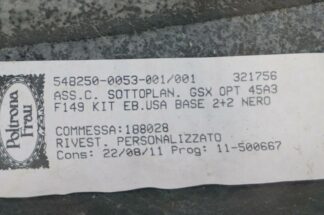 Poltrona
Frau
548250-0053-001/001 321756
ASS.C. SOTTOPLAN. GSX OPT 45A3
F149 KIT EB.USA BASE 2+2 NERO
COMMESSA:188028
RIVEST. PERSONALIZZATO
Cons: 22/08/11 Prog: 11-500667